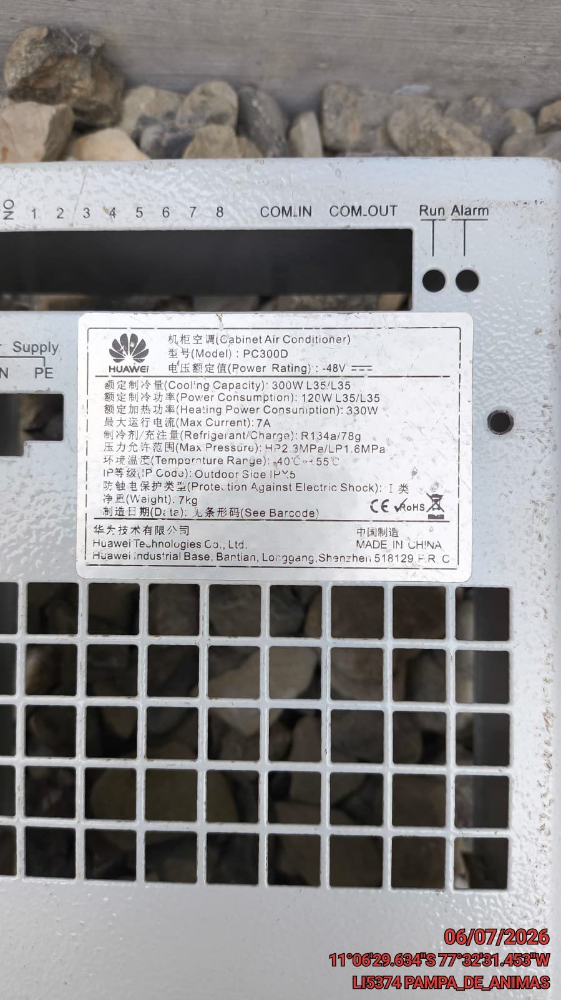 ON 1 2 3 4 5 6 7 8 COM_IN COM_OUT Run Alarm
Supply
N PE
HUAWEI
机柜空调(Cabinet Air Conditioner)
型号(Model) : PC300D
电压额定值(Power Rating) : -48V
额定制冷量(Cooling Capacity): 300W L35/L35
额定制冷功率(Power Consumption): 120W L35/L35
额定加热功率(Heating Power Consumption): 330W
最大运行电流(Max Current): 7A
制冷剂/充注量(Refrigerant/Charge): R134a/78g
压力允许范围(Max Pressure): HP2.3MPa/LP1.6MPa
环境温度(Temperature Range): -40℃~+55℃
IP等级(IP Code): Outdoor Side IPX5
防触电保护类型(Protection Against Electric Shock): I 类
净重(Weight): 7kg
CE RoHS
制造日期(Data): 见条形码(See Barcode)
华为技术有限公司
中国制造
Huawei Technologies Co., Ltd.
MADE IN CHINA
Huawei Industrial Base, Bantian, Longgang,Shenzhen 518129 P.R.C
06/07/2026
11°06'29.634"S 77°32'31.453"W
LI5374 PAMPA_DE_ANIMAS